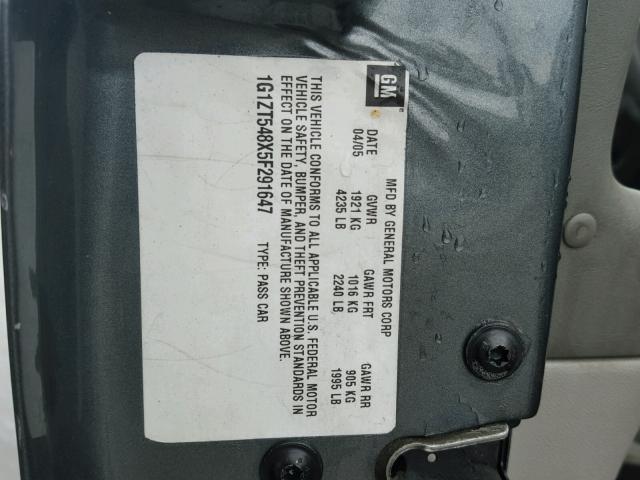 GM
MFD BY GENERAL MOTORS CORP
DATE GVWR GAWR FRT GAWR RR
04/05 1921 KG 1016 KG 905 KG
4235 LB 2240 LB 1995 LB
THIS VEHICLE CONFORMS TO ALL APPLICABLE U.S. FEDERAL MOTOR
VEHICLE SAFETY, BUMPER, AND THEFT PREVENTION STANDARDS IN
EFFECT ON THE DATE OF MANUFACTURE SHOWN ABOVE.
1G1ZT548X5F291647 TYPE: PASS CAR